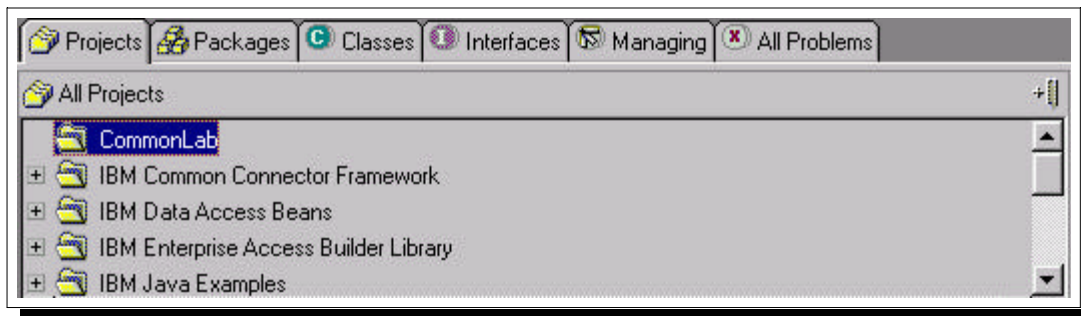 Projects Packages C Classes I Interfaces Managing X All Problems
All Projects
CommonLab
IBM Common Connector Framework
IBM Data Access Beans
IBM Enterprise Access Builder Library
IBM Java Examples